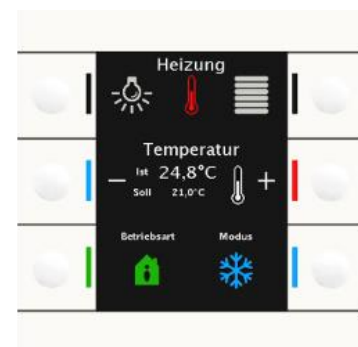 Heizung
Temperatur
Ist 24,8°C
Soll 21,0°C
Betriebsart Modus